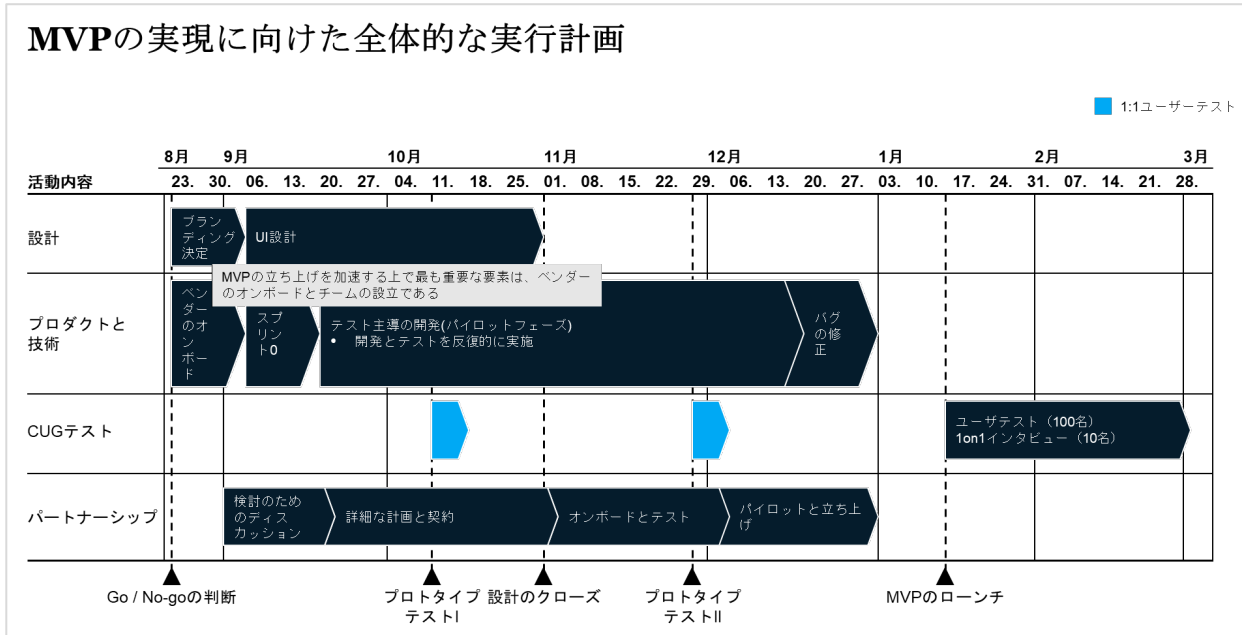 MVPの実現に向けた全体的な実行計画
1:1ユーザーテスト
8月 9月 10月 11月 12月 1月 2月 3月
活動内容 23. 30. 06. 13. 20. 27. 04. 11. 18. 25. 01. 08. 15. 22. 29. 06. 13. 20. 27. 03. 10. 17. 24. 31. 07. 14. 21. 28.
設計
ブラン
ディング
決定
UI設計
MVPの立ち上げを加速する上で最も重要な要素は、ベンダー
のオンボードとチームの設立である
プロダクトと
技術
ベン
ダー
のオ
ンボ
ー
ド
スプ
リン
ト0
テスト主導の開発(パイロットフェーズ)
• 開発とテストを反復的に実施
バグ
の修
正
CUGテスト
ユーザテスト（100名）
1on1インタビュー（10名）
パートナーシップ
検討のため
のディス
カッション
詳細な計画と契約
オンボードとテスト
パイロットと立ち上
げ
Go / No-goの判断
プロトタイプ
テストI
設計のクローズ
プロトタイプ
テストII
MVPのローンチ